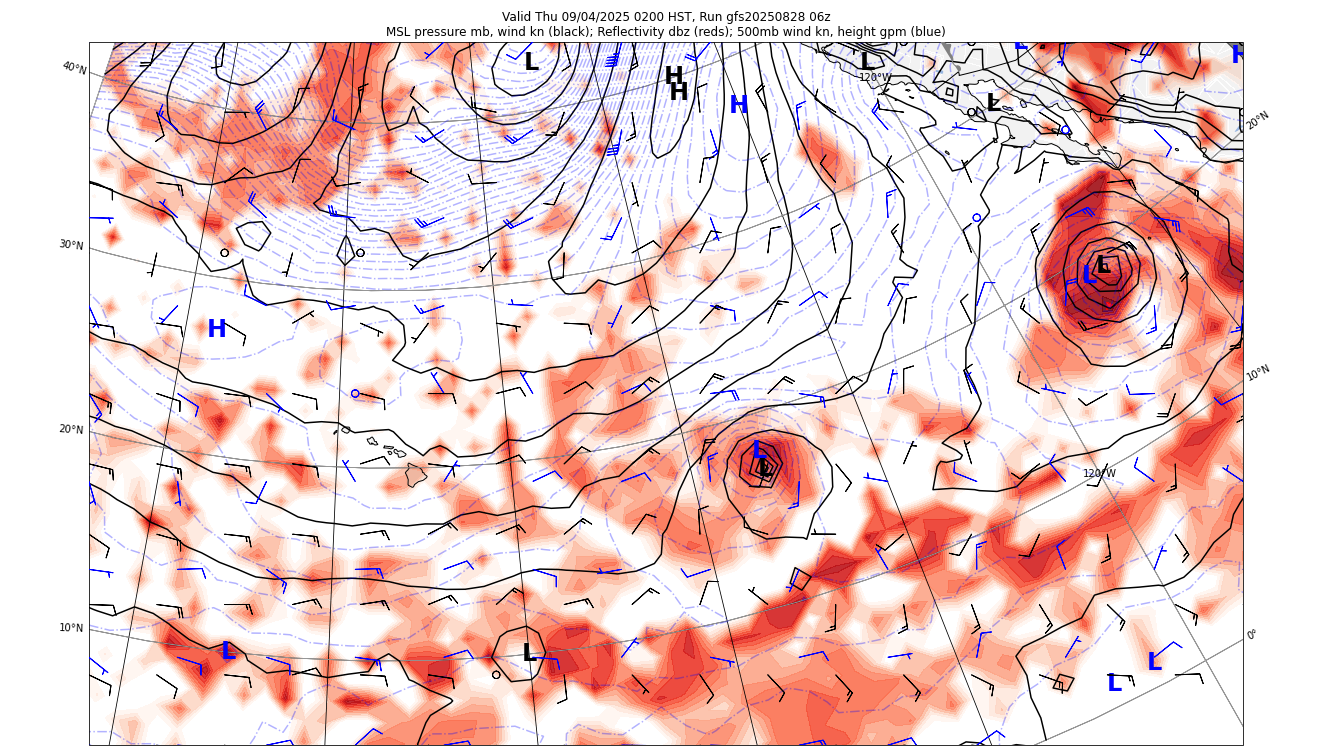 Valid Thu 09/04/2025 0200 HST, Run gfs20250828 06z
MSL pressure mb, wind kn (black); Reflectivity dbz (reds); 500mb wind kn, height gpm (blue)
L
H
40°N
L
H
L
120°W
H
H
L
20°N
30°N
L
L
H
10°N
20°N
L
L
120°W
10°N
0°
L
L
L
L